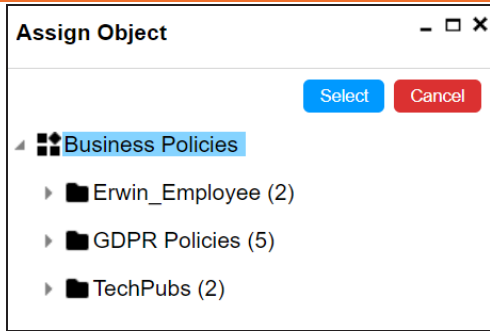 Assign Object
Select Cancel
Business Policies
Erwin_Employee (2)
GDPR Policies (5)
TechPubs (2)